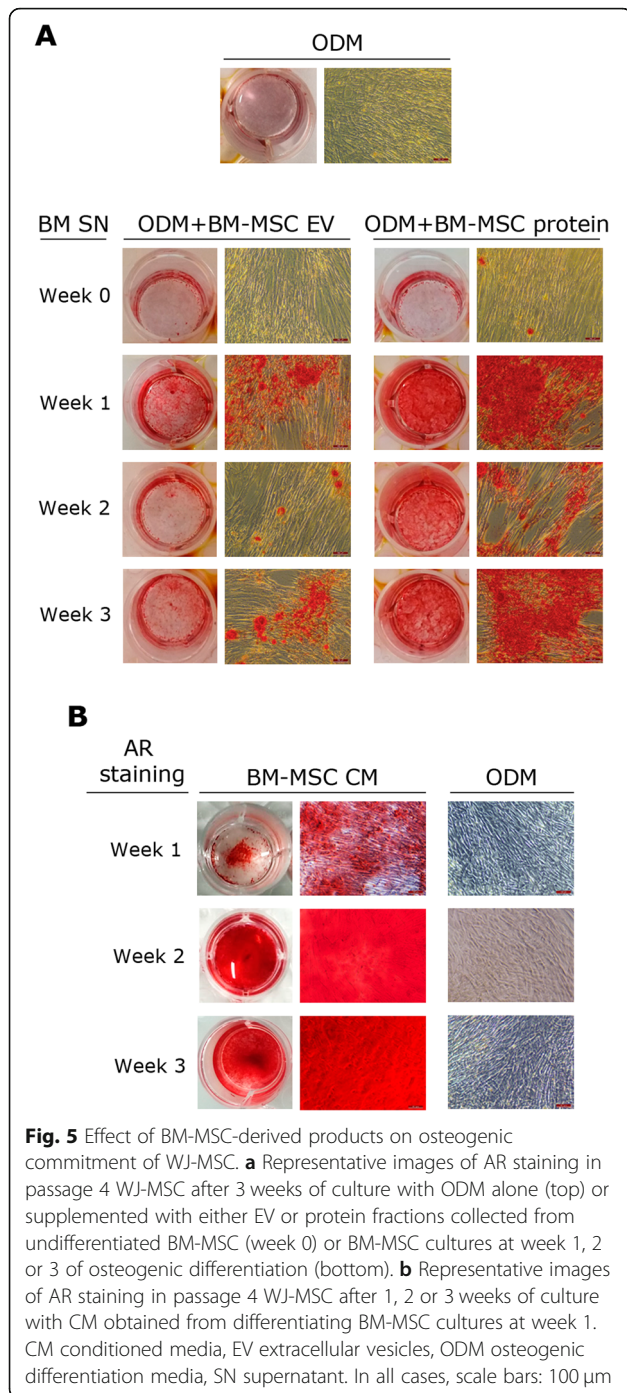 A
ODM
BM SN ODM+BM-MSC EV ODM+BM-MSC protein
Week 0
Week 1
Week 2
Week 3
B
AR
staining BM-MSC CM ODM
Week 1
Week 2
Week 3
Fig. 5 Effect of BM-MSC-derived products on osteogenic
commitment of WJ-MSC. a Representative images of AR staining in
passage 4 WJ-MSC after 3 weeks of culture with ODM alone (top) or
supplemented with either EV or protein fractions collected from
undifferentiated BM-MSC (week 0) or BM-MSC cultures at week 1, 2
or 3 of osteogenic differentiation (bottom). b Representative images
of AR staining in passage 4 WJ-MSC after 1, 2 or 3 weeks of culture
with CM obtained from differentiating BM-MSC cultures at week 1.
CM conditioned media, EV extracellular vesicles, ODM osteogenic
differentiation media, SN supernatant. In all cases, scale bars: 100 μm